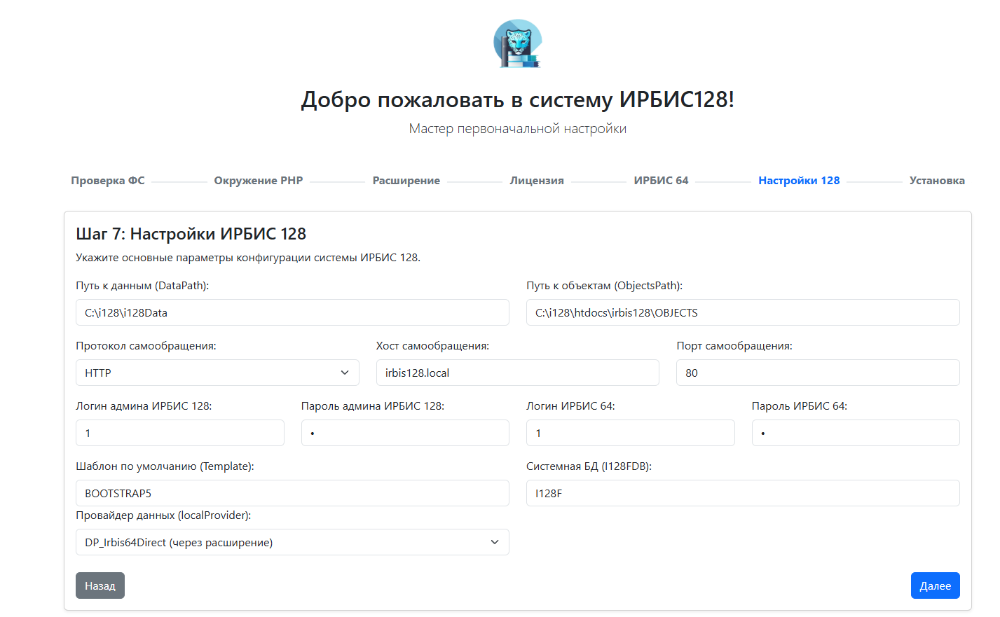 Добро пожаловать в систему ИРБИС128!
Мастер первоначальной настройки
Проверка ФС Окружение PHP Расширение Лицензия ИРБИС 64 Настройки 128 Установка
Шаг 7: Настройки ИРБИС 128
Укажите основные параметры конфигурации системы ИРБИС 128.
Путь к данным (DataPath): Путь к объектам (ObjectsPath):
C:\i128\i128Data C:\i128\htdocs\irbis128\OBJECTS
Протокол самообращения: Хост самообращения: Порт самообращения:
HTTP irbis128.local 80
Логин админа ИРБИС 128: Пароль админа ИРБИС 128: Логин ИРБИС 64: Пароль ИРБИС 64:
1 • 1 •
Шаблон по умолчанию (Template): Системная БД (I128FDB):
BOOTSTRAP5 I128F
Провайдер данных (localProvider):
DP_Irbis64Direct (через расширение)
Назад Далее